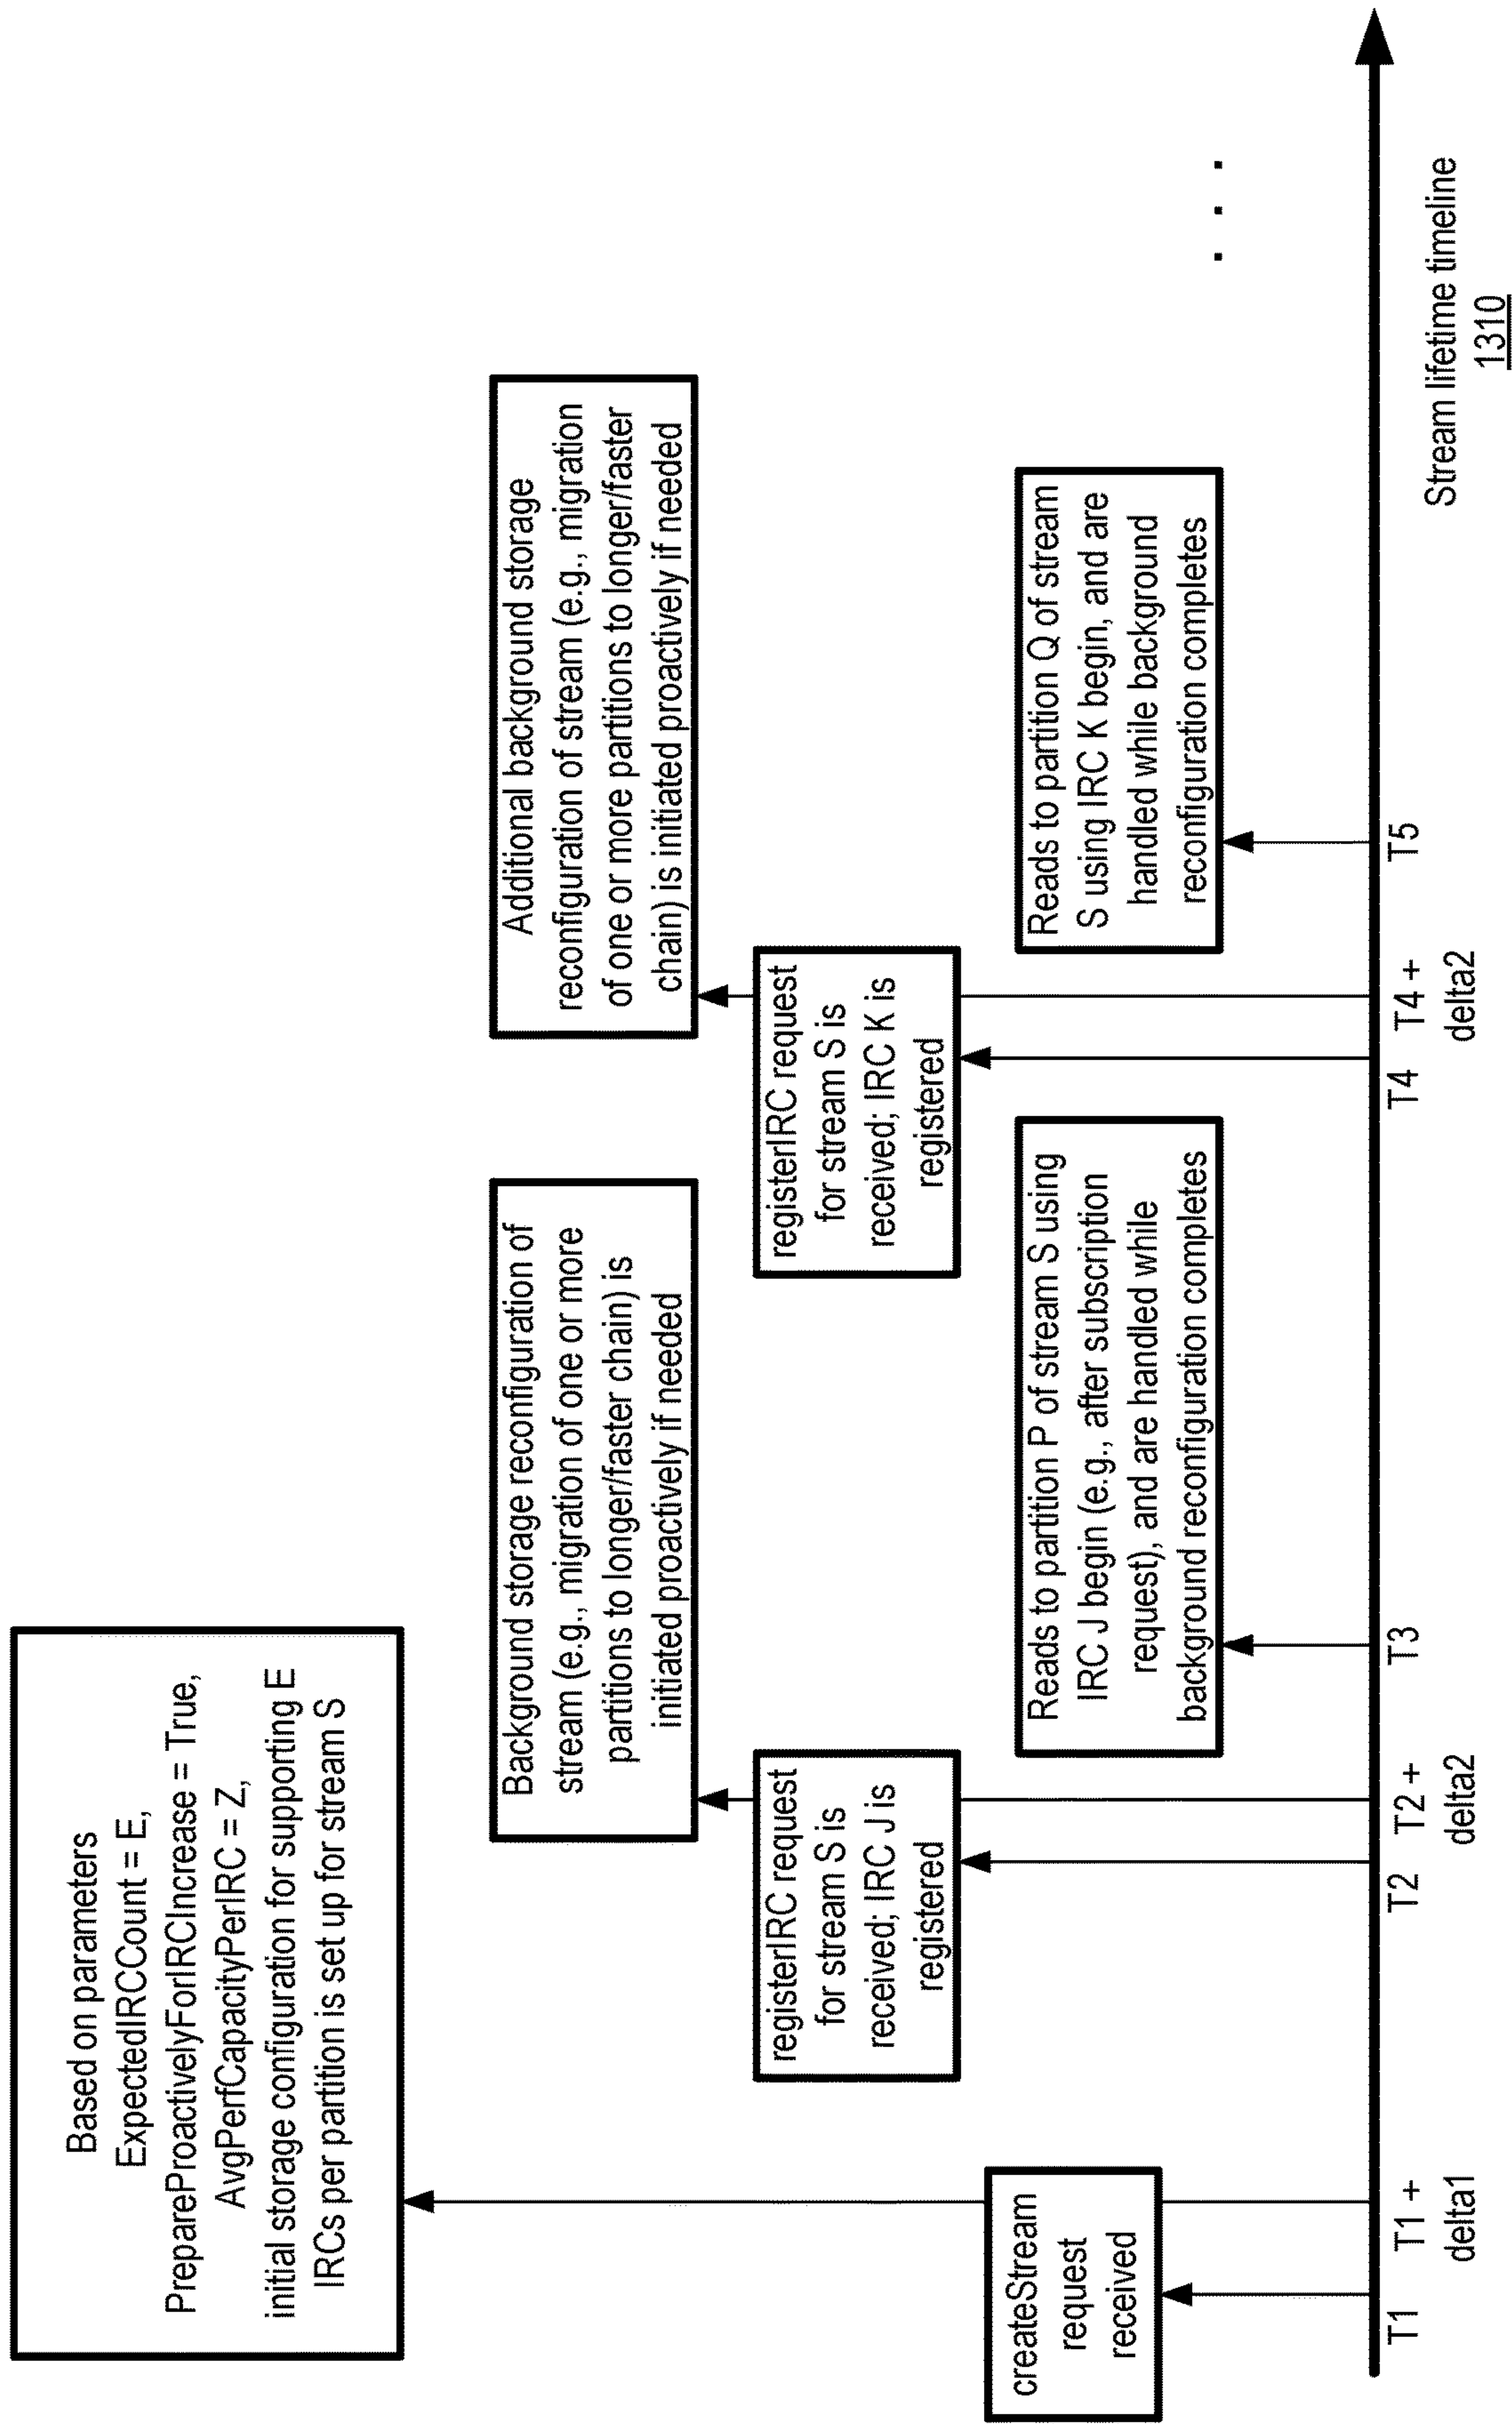 Based on parameters
ExpectedIRCCount = E,
PrepareProactivelyForIRCIncrease = True,
AvgPerfCapacityPerIRC = Z,
initial storage configuration for supporting E
IRCs per partition is set up for stream S
Background storage reconfiguration of
stream (e.g., migration of one or more
partitions to longer/faster chain) is
initiated proactively if needed
Additional background storage
reconfiguration of stream (e.g., migration
of one or more partitions to longer/faster
chain) is initiated proactively if needed
registerIRC request
for stream S is
received; IRC J is
registered
registerIRC request
for stream S is
received; IRC K is
registered
createStream
request
received
Reads to partition P of stream S using
IRC J begin (e.g., after subscription
request), and are handled while
background reconfiguration completes
Reads to partition Q of stream
S using IRC K begin, and are
handled while background
reconfiguration completes
. . .
T1
T1 +
delta1
T2
T2 +
delta2
T3
T4
T4 +
delta2
T5
Stream lifetime timeline
1310